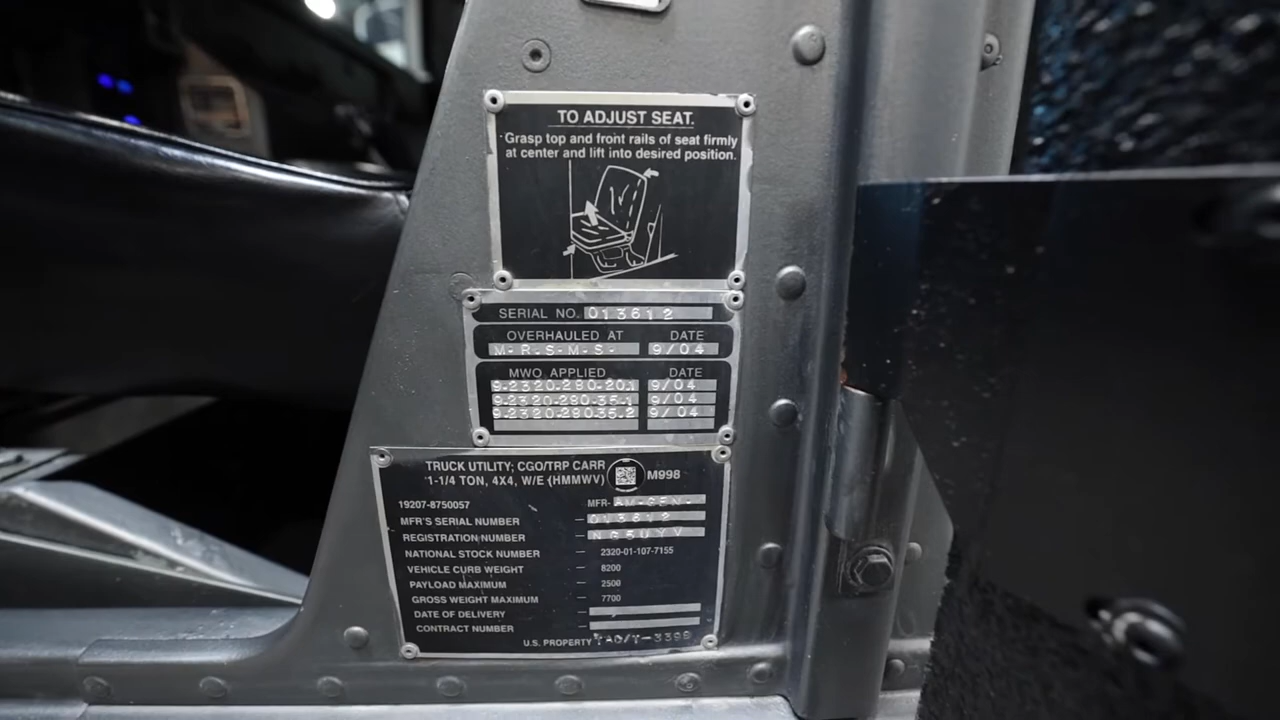 TO ADJUST SEAT.
Grasp top and front rails of seat firmly
at center and lift into desired position.
SERIAL NO. 013612
OVERHAULED AT DATE
M-R.S-M-S- 9/04
MWO APPLIED DATE
9-2320-280-20.1 9/04
9-2320-280-35-1 9/04
9-2320-28035.2 9/04
TRUCK UTILITY; CGO/TRP CARR
1-1/4 TON, 4X4, W/E (HMMWV) M998
19207-8750057 MFR- AM-GEN-
MFR'S SERIAL NUMBER — 013612
REGISTRATION NUMBER —
NATIONAL STOCK NUMBER — 2320-01-107-7155
VEHICLE CURB WEIGHT — 8200
PAYLOAD MAXIMUM — 2500
GROSS WEIGHT MAXIMUM — 7700
DATE OF DELIVERY —
CONTRACT NUMBER —
U.S. PROPERTY